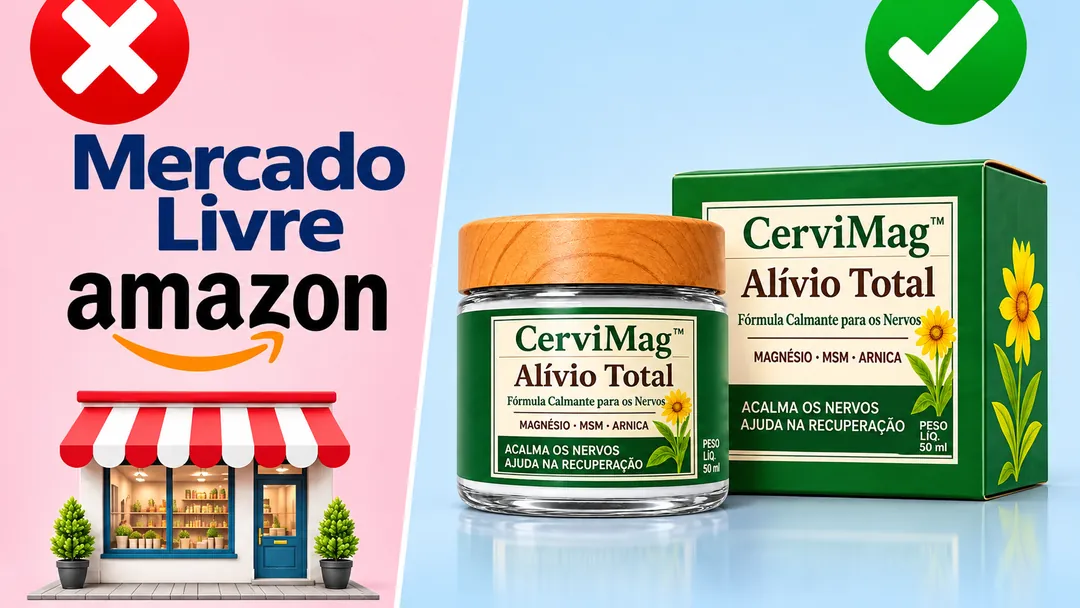 Mercado
Livre
amazon
CerviMag™
Alívio Total
Fórmula Calmante para os Nervos
MAGNÉSIO · MSM · ARNICA
ACALMA OS NERVOS
AJUDA NA RECUPERAÇÃO
PESO
LÍQ.
50 ml
CerviMag™
Alívio Total
Fórmula Calmante para os Nervos
MAGNÉSIO · MSM · ARNICA
ACALMA OS NERVOS
AJUDA NA RECUPERAÇÃO
PESO
LÍQ.
50 ml